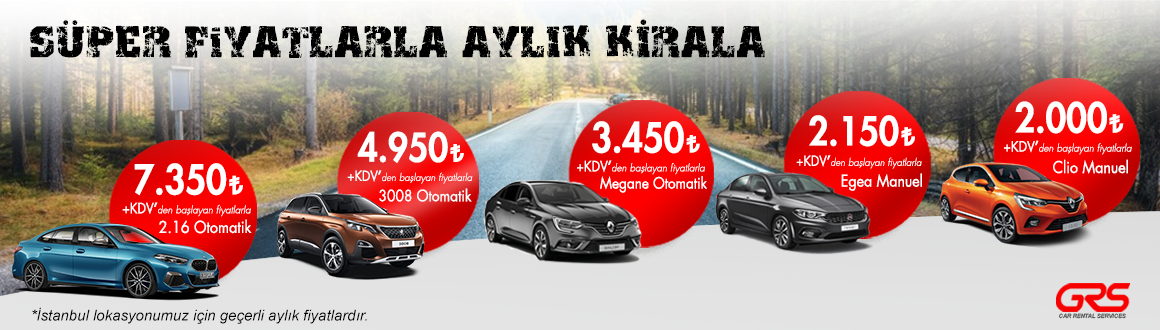 SÜPER FİYATLARLA AYLIK KİRALA
7.350₺
+KDV'den başlayan fiyatlarla
2.16 Otomatik
4.950₺
+KDV'den başlayan fiyatlarla
3008 Otomatik
3.450₺
+KDV'den başlayan fiyatlarla
Megane Otomatik
2.150₺
+KDV'den başlayan fiyatlarla
Egea Manuel
2.000₺
+KDV'den başlayan fiyatlarla
Clio Manuel
*İstanbul lokasyonumuz için geçerli aylık fiyatlardır.
GRS
CAR RENTAL SERVICES